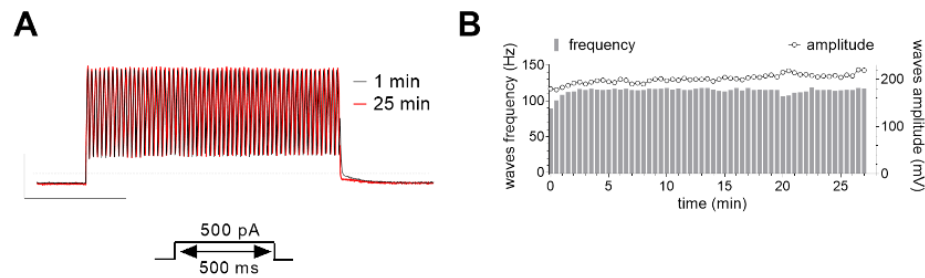 A
1 min
25 min
500 pA
500 ms
B
frequency
amplitude
waves frequency (Hz)
150
100
50
0
waves amplitude (mV)
200
100
0
0 5 10 15 20 25
time (min)